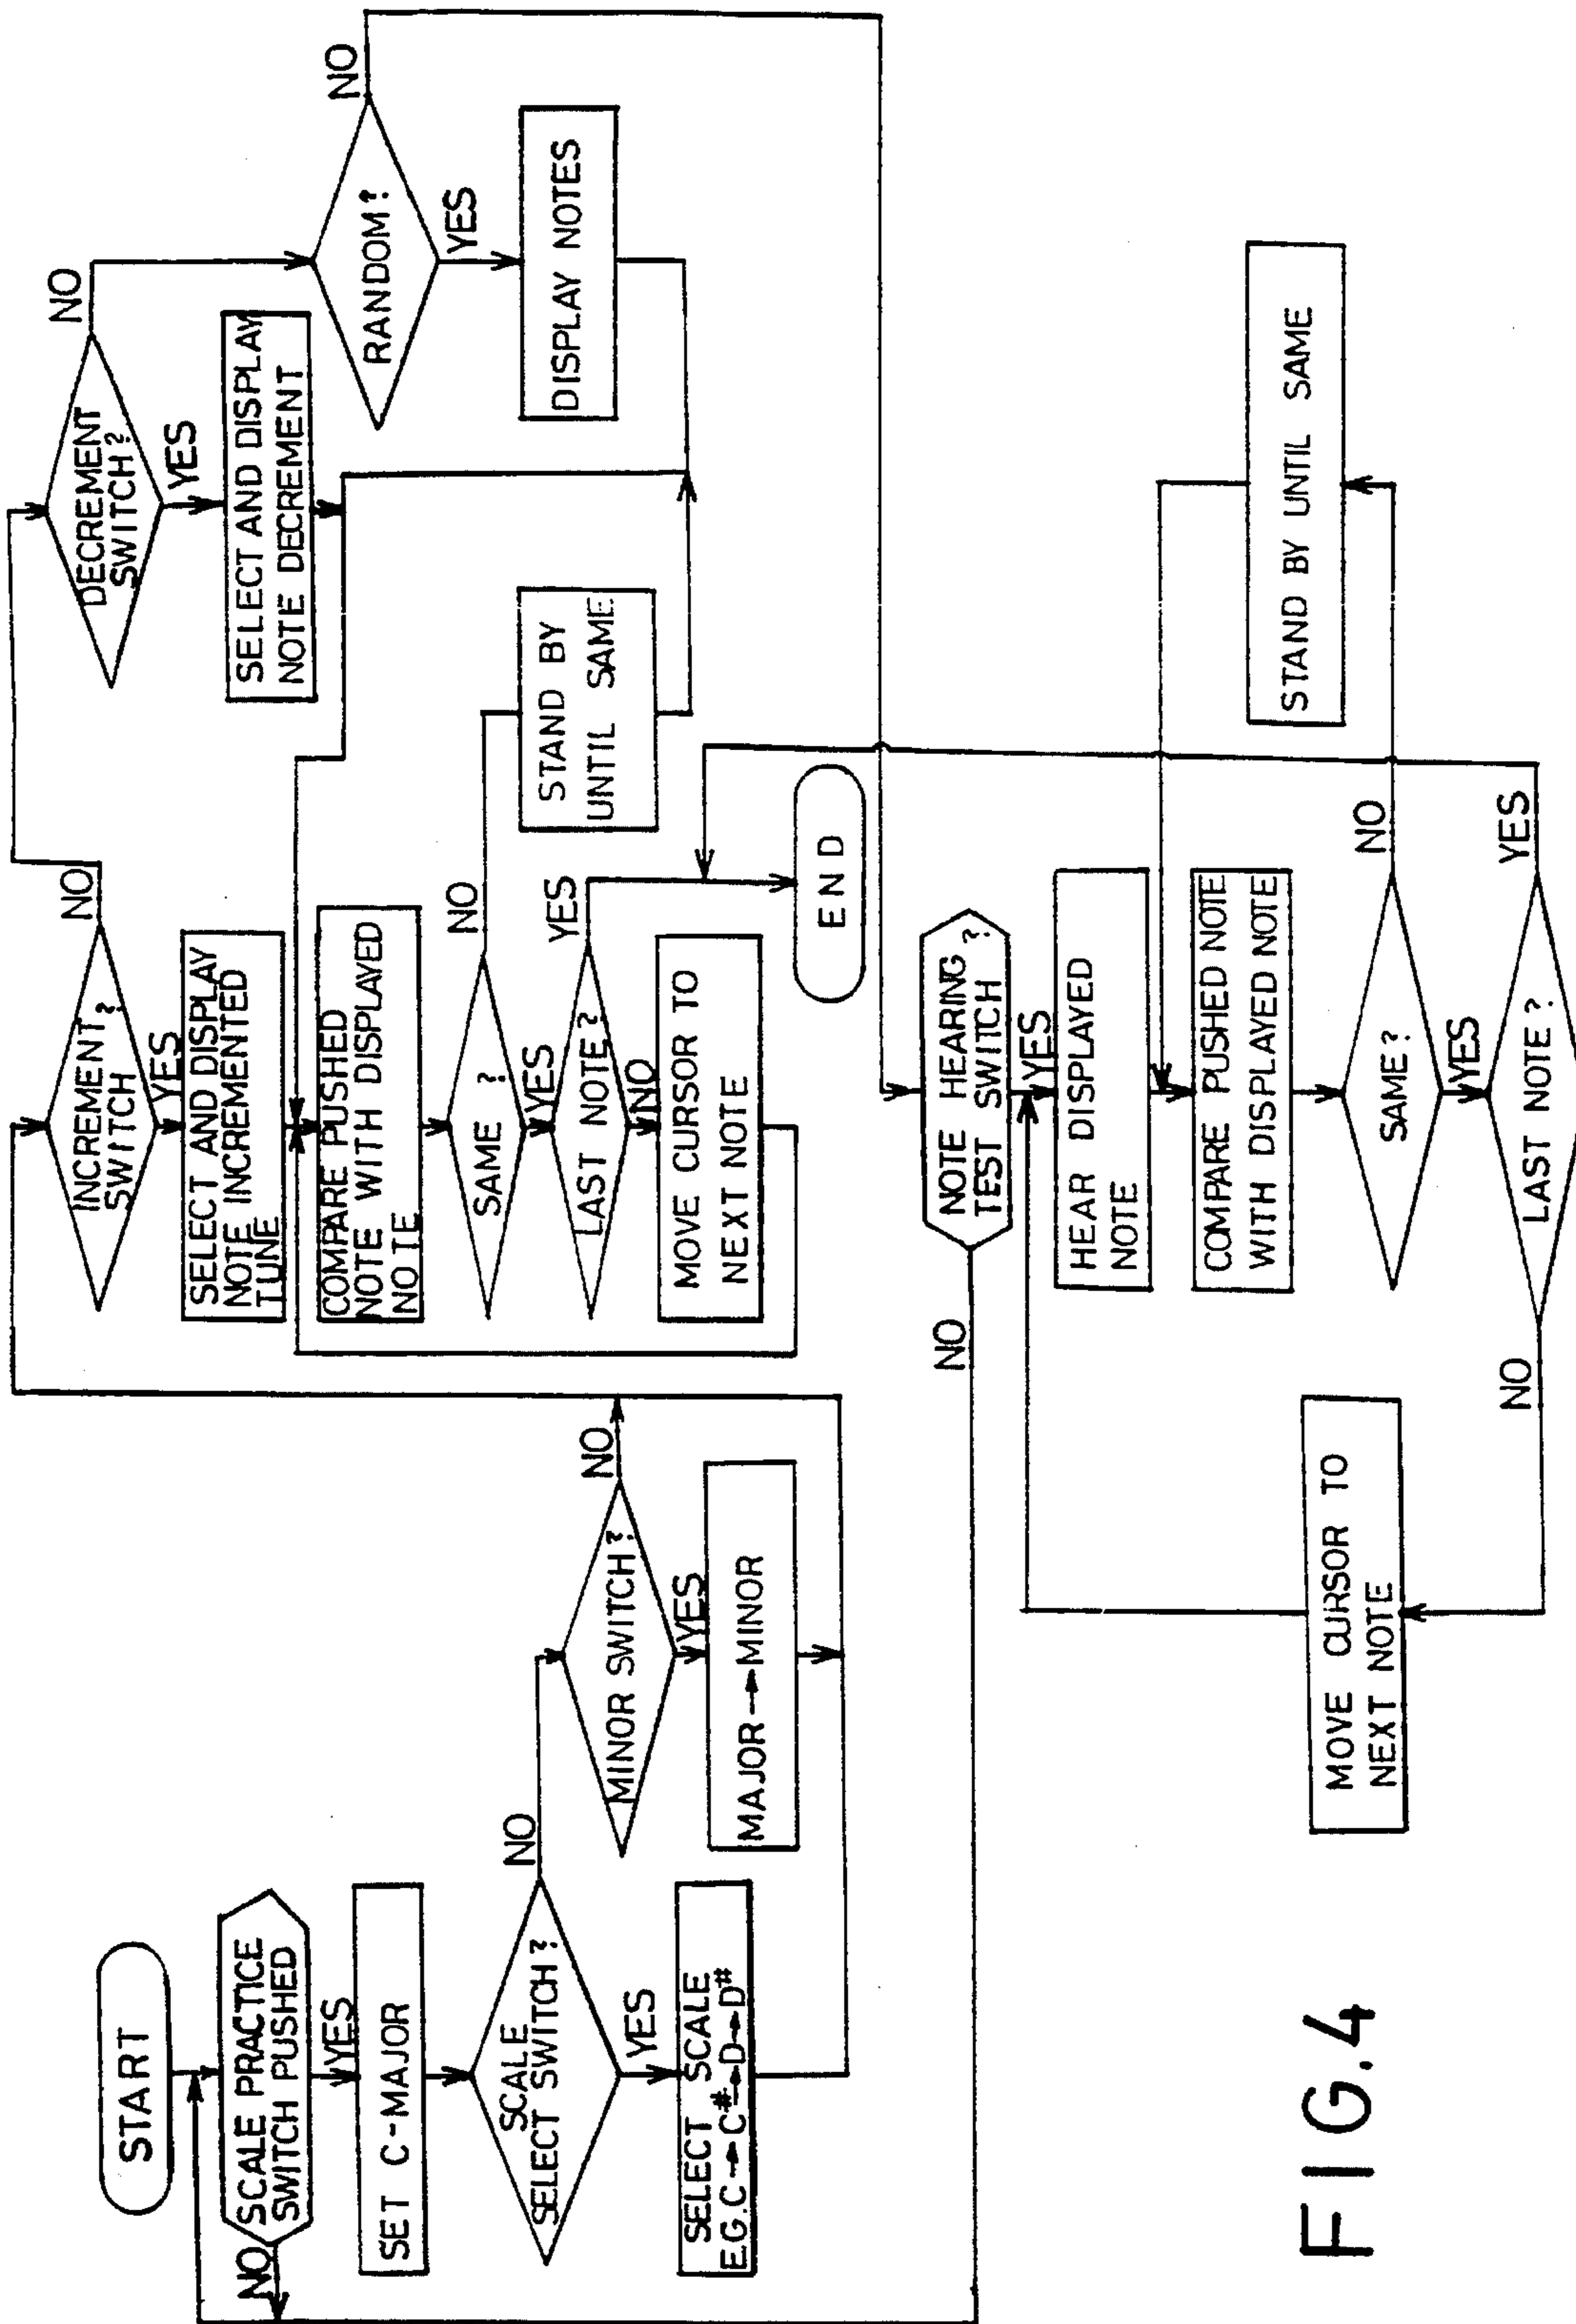 START
SCALE PRACTICE
SWITCH PUSHED
NO
YES
SET C-MAJOR
SCALE
SELECT SWITCH?
NO
YES
SELECT SCALE
E.G.C→C#→D→D#
MINOR SWITCH?
NO
YES
MAJOR→MINOR
INCREMENT
SWITCH?
NO
YES
SELECT AND DISPLAY
NOTE INCREMENTED
TUNE
COMPARE PUSHED
NOTE WITH DISPLAYED
NOTE
SAME ?
NO
YES
STAND BY
UNTIL SAME
LAST NOTE?
YES
NO
MOVE CURSOR TO
NEXT NOTE
END
DECREMENT
SWITCH?
NO
YES
SELECT AND DISPLAY
NOTE DECREMENT
RANDOM?
NO
YES
DISPLAY NOTES
NOTE HEARING
TEST SWITCH ?
NO
YES
HEAR DISPLAYED
NOTE
COMPARE PUSHED NOTE
WITH DISPLAYED NOTE
SAME?
NO
YES
STAND BY UNTIL SAME
LAST NOTE?
YES
NO
MOVE CURSOR TO
NEXT NOTE
FIG.4